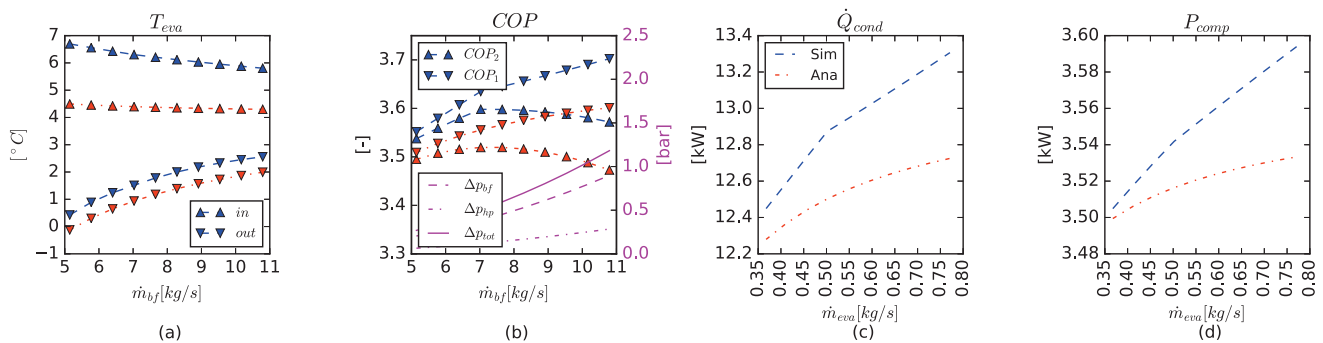 T_eva
7
6
5
4
3
2
1
0
−1
[°C]
in
out
5 6 7 8 9 10 11
ṁ_bf[kg/s]
(a)
COP
3.7
3.6
3.5
3.4
3.3
[-]
COP_2
COP_1
Δp_bf
Δp_hp
Δp_tot
2.5
2.0
1.5
1.0
0.5
0.0
[bar]
5 6 7 8 9 10 11
ṁ_bf[kg/s]
(b)
Q̇_cond
13.4
13.2
13.0
12.8
12.6
12.4
12.2
[kW]
Sim
Ana
0.35 0.40 0.45 0.50 0.55 0.60 0.65 0.70 0.75 0.80
ṁ_eva[kg/s]
(c)
P_comp
3.60
3.58
3.56
3.54
3.52
3.50
3.48
[kW]
0.35 0.40 0.45 0.50 0.55 0.60 0.65 0.70 0.75 0.80
ṁ_eva[kg/s]
(d)